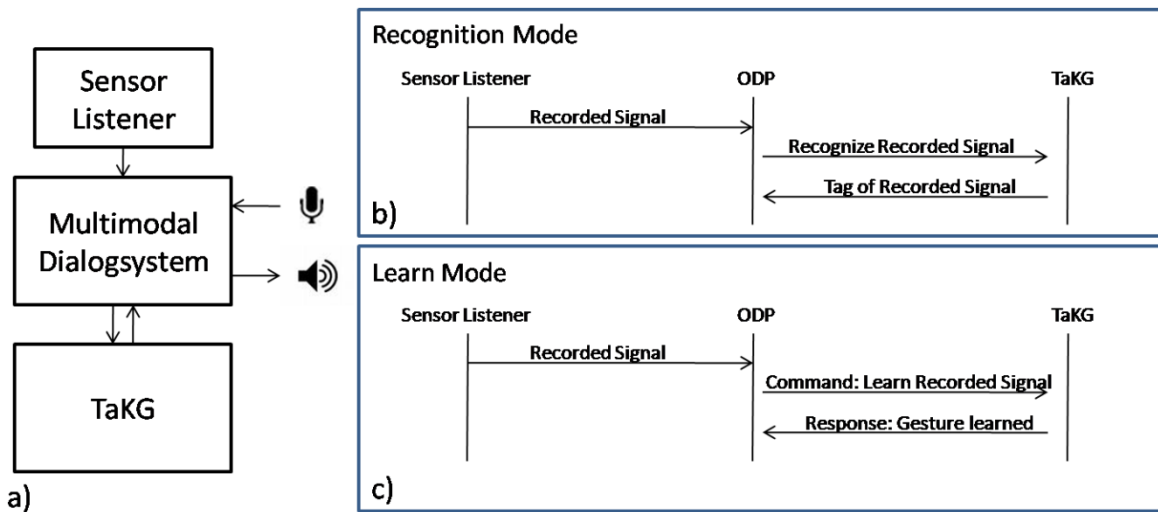 Sensor
Listener
Multimodal
Dialogsystem
TaKG
a)
Recognition Mode
Sensor Listener ODP TaKG
Recorded Signal
Recognize Recorded Signal
Tag of Recorded Signal
b)
Learn Mode
Sensor Listener ODP TaKG
Recorded Signal
Command: Learn Recorded Signal
Response: Gesture learned
c)